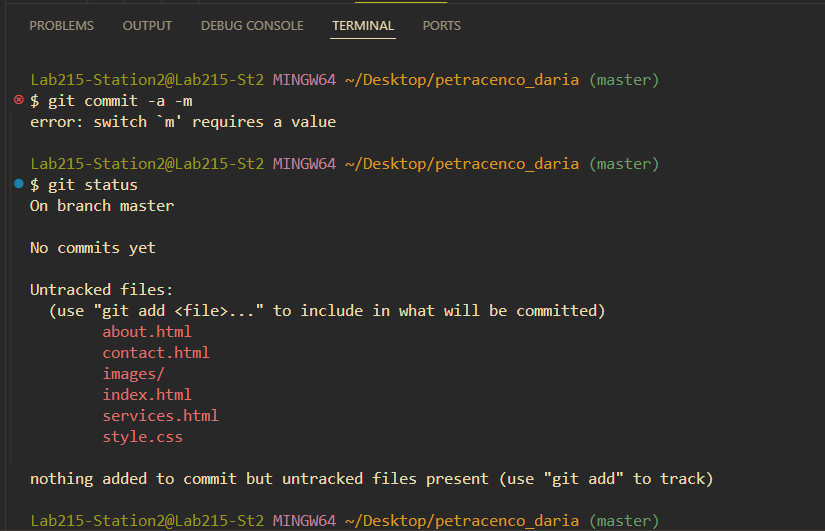 PROBLEMS OUTPUT DEBUG CONSOLE TERMINAL PORTS
Lab215-Station2@Lab215-St2 MINGW64 ~/Desktop/petracenco_daria (master)
$ git commit -a -m
error: switch `m' requires a value
Lab215-Station2@Lab215-St2 MINGW64 ~/Desktop/petracenco_daria (master)
$ git status
On branch master
No commits yet
Untracked files:
(use "git add <file>..." to include in what will be committed)
about.html
contact.html
images/
index.html
services.html
style.css
nothing added to commit but untracked files present (use "git add" to track)
Lab215-Station2@Lab215-St2 MINGW64 ~/Desktop/petracenco_daria (master)